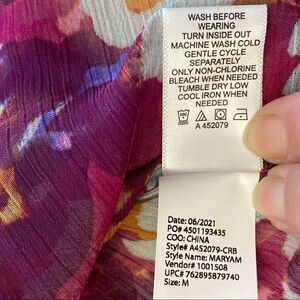 WASH BEFORE
WEARING
TURN INSIDE OUT
MACHINE WASH COLD
GENTLE CYCLE
SEPARATELY
ONLY NON-CHLORINE
BLEACH WHEN NEEDED
TUMBLE DRY LOW
COOL IRON WHEN
NEEDED
A 452079
Date: 06/2021
PO# 4501193435
COO: CHINA
Style# A452079-CRB
Style Name: MARYAM
Vendor# 1001508
UPC# 762895879740
Size: M